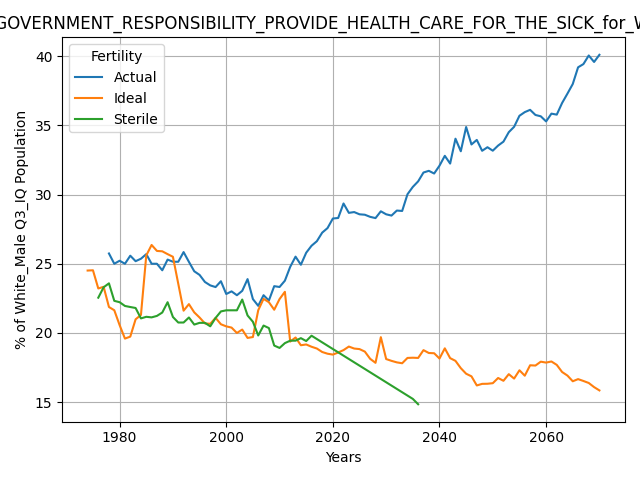 GOVERNMENT_RESPONSIBILITY_PROVIDE_HEALTH_CARE_FOR_THE_SICK_for_W
Fertility
Actual
Ideal
Sterile
40
35
30
25
20
15
% of White_Male Q3_IQ Population
1980
2000
2020
2040
2060
Years